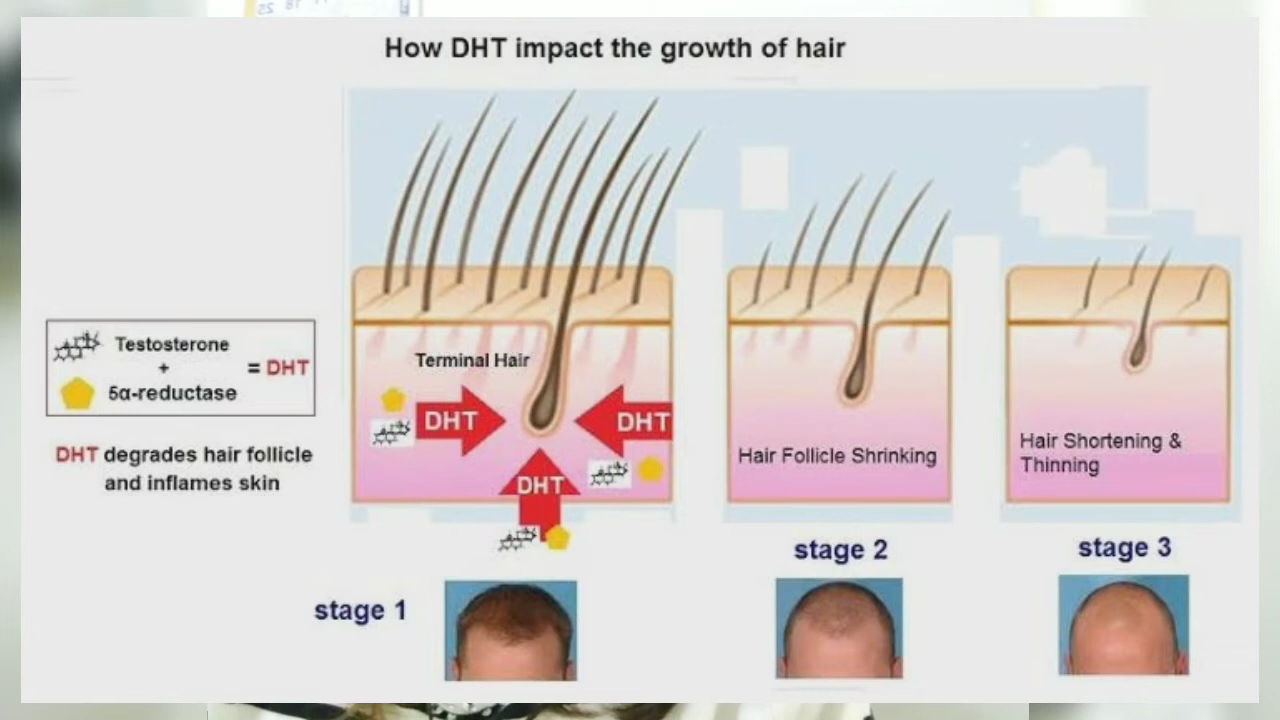 How DHT impact the growth of hair
Testosterone
+
= DHT
5α-reductase
DHT degrades hair follicle
and inflames skin
Terminal Hair
DHT
DHT
DHT
Hair Follicle Shrinking
Hair Shortening &
Thinning
stage 1
stage 2
stage 3